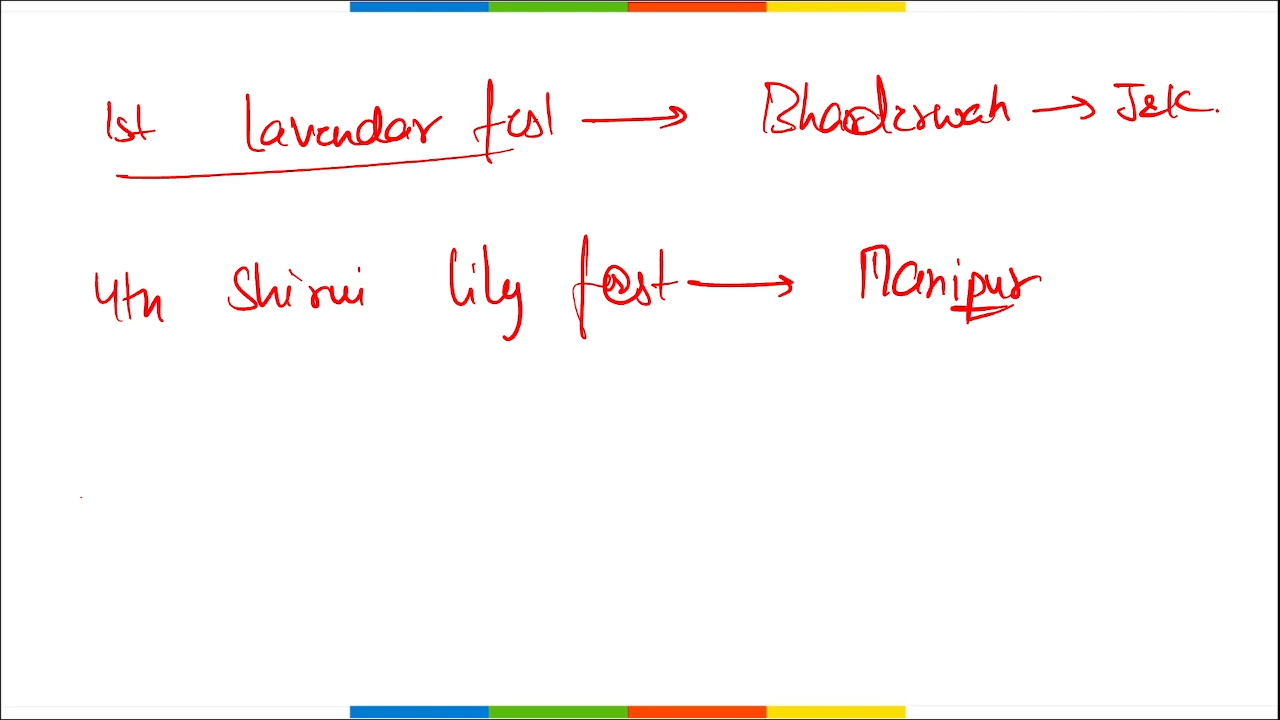 1st Lavendar fest → Bhaderwah → J&K.
4th Shirui lily fest → Manipur